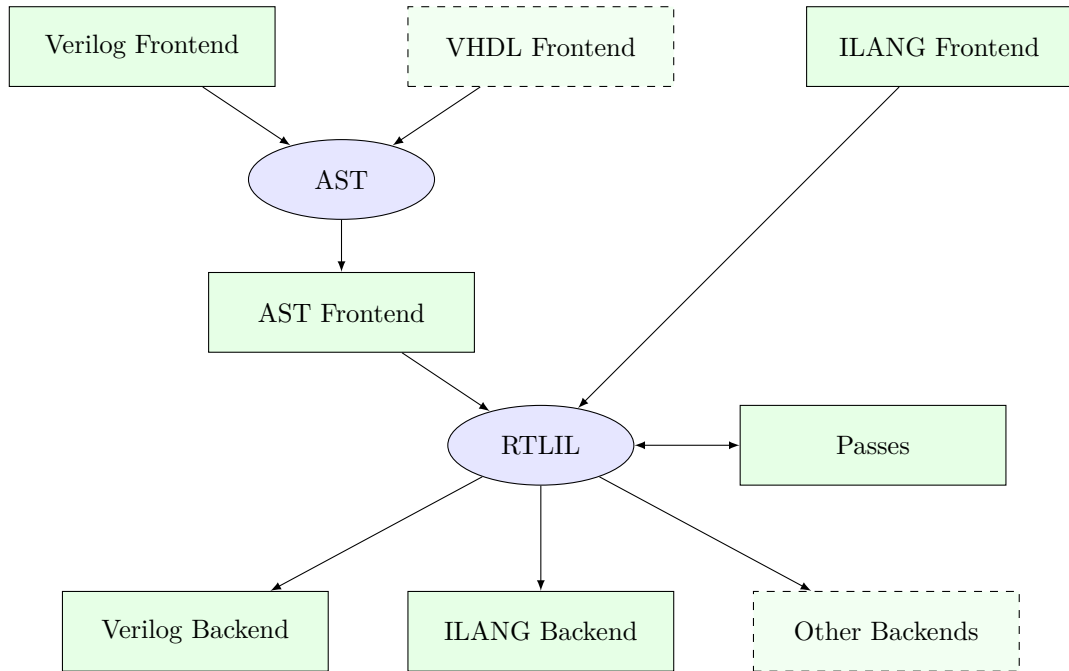 Verilog Frontend
VHDL Frontend
ILANG Frontend
AST
AST Frontend
RTLIL
Passes
Verilog Backend
ILANG Backend
Other Backends